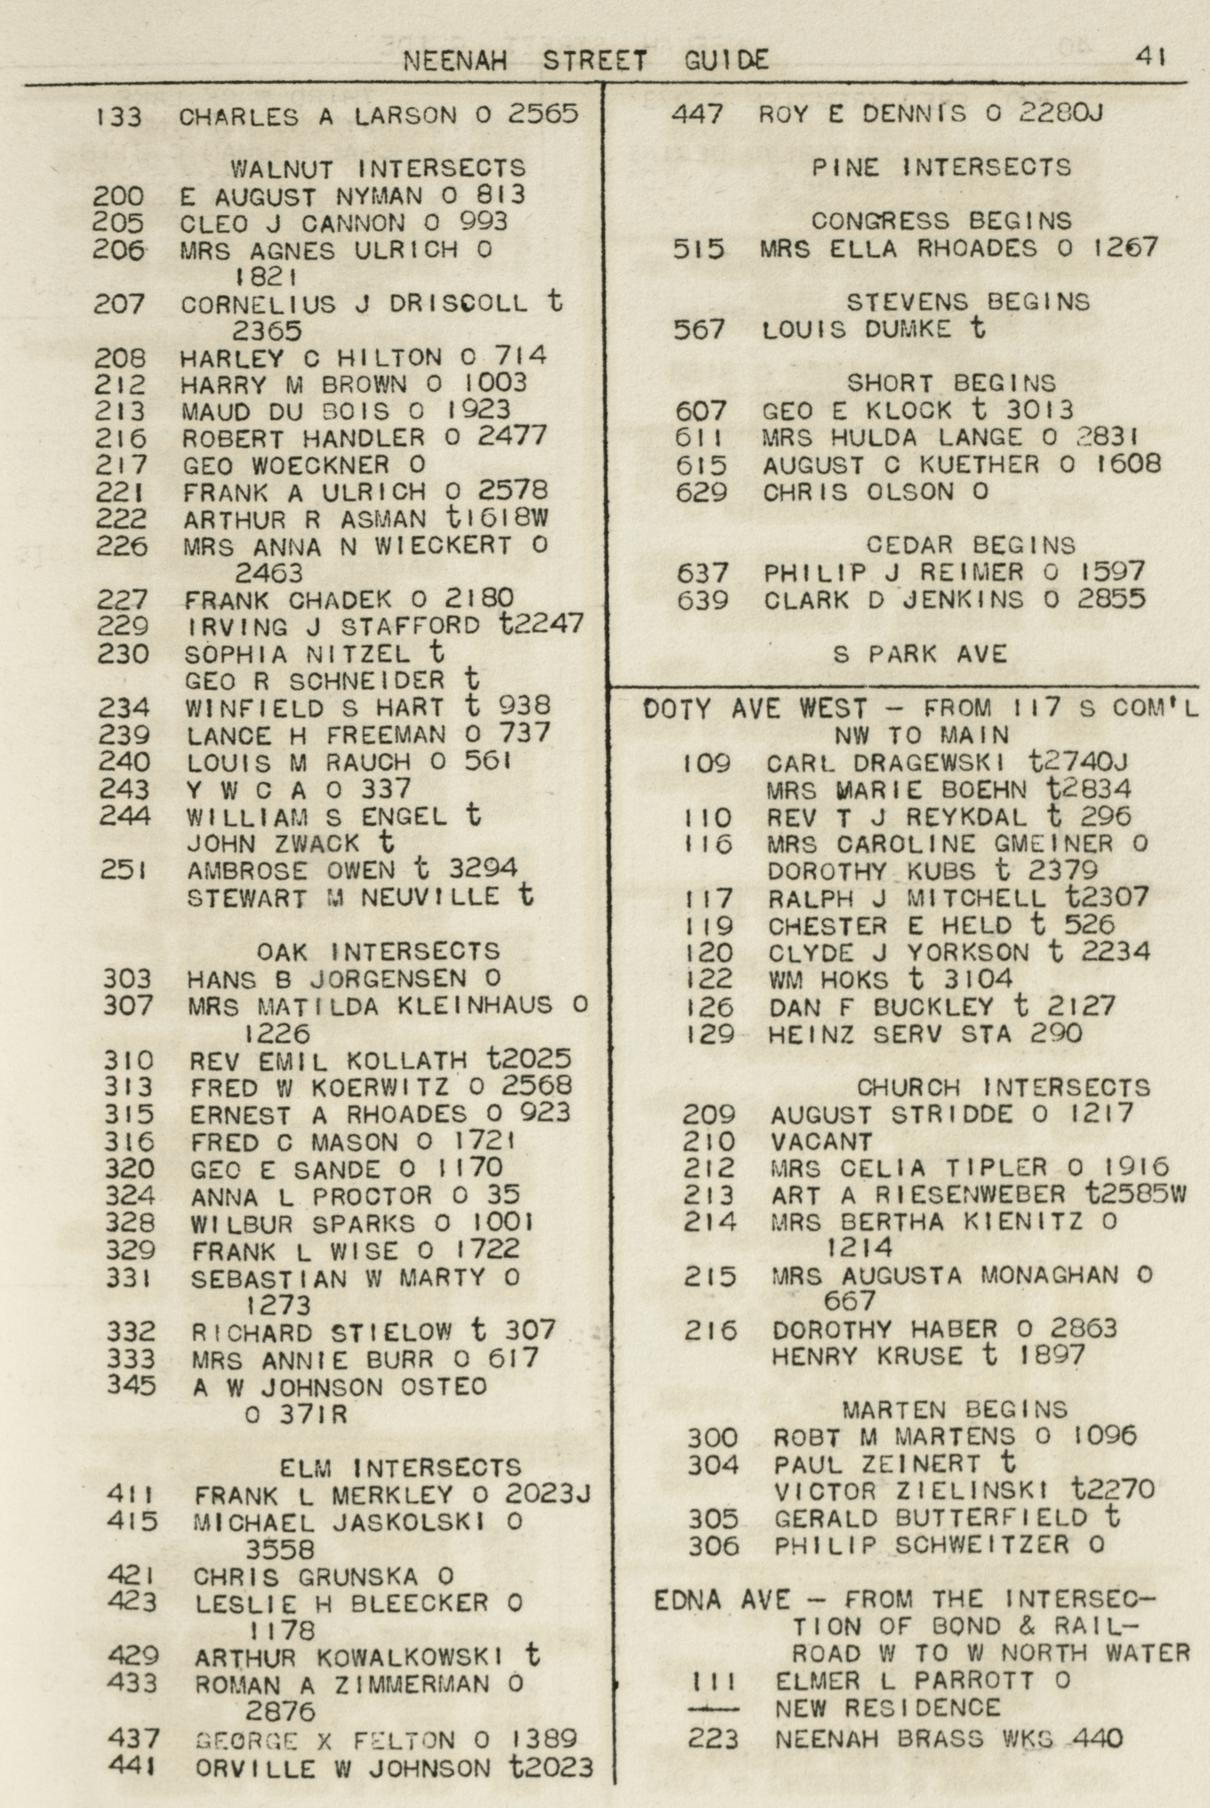 NEENAH STREET GUIDE 41
133 CHARLES A LARSON O 2565
WALNUT INTERSECTS
200 E AUGUST NYMAN O 813
205 CLEO J CANNON O 993
206 MRS AGNES ULRICH O
1821
207 CORNELIUS J DRISCOLL t
2365
208 HARLEY C HILTON O 714
212 HARRY M BROWN O 1003
213 MAUD DU BOIS O 1923
216 ROBERT HANDLER O 2477
217 GEO WOECKNER O
221 FRANK A ULRICH O 2578
222 ARTHUR R ASMAN t1618W
226 MRS ANNA N WIECKERT O
2463
227 FRANK CHADEK O 2180
229 IRVING J STAFFORD t2247
230 SOPHIA NITZEL t
GEO R SCHNEIDER t
234 WINFIELD S HART t 938
239 LANCE H FREEMAN O 737
240 LOUIS M RAUCH O 561
243 Y W C A O 337
244 WILLIAM S ENGEL t
JOHN ZWACK t
251 AMBROSE OWEN t 3294
STEWART M NEUVILLE t
OAK INTERSECTS
303 HANS B JORGENSEN O
307 MRS MATILDA KLEINHAUS O
1226
310 REV EMIL KOLLATH t2025
313 FRED W KOERWITZ O 2568
315 ERNEST A RHOADES O 923
316 FRED C MASON O 1721
320 GEO E SANDE O 1170
324 ANNA L PROCTOR O 35
328 WILBUR SPARKS O 1001
329 FRANK L WISE O 1722
331 SEBASTIAN W MARTY O
1273
332 RICHARD STIELOW t 307
333 MRS ANNIE BURR O 617
345 A W JOHNSON OSTEO
O 371R
ELM INTERSECTS
411 FRANK L MERKLEY O 2023J
415 MICHAEL JASKOLSKI O
3558
421 CHRIS GRUNSKA O
423 LESLIE H BLEECKER O
1178
429 ARTHUR KOWALKOWSKI t
433 ROMAN A ZIMMERMAN O
2876
437 GEORGE X FELTON O 1389
441 ORVILLE W JOHNSON t2023
447 ROY E DENNIS O 2280J
PINE INTERSECTS
CONGRESS BEGINS
515 MRS ELLA RHOADES O 1267
STEVENS BEGINS
567 LOUIS DUMKE t
SHORT BEGINS
607 GEO E KLOCK t 3013
611 MRS HULDA LANGE O 2831
615 AUGUST C KUETHER O 1608
629 CHRIS OLSON O
CEDAR BEGINS
637 PHILIP J REIMER O 1597
639 CLARK D JENKINS O 2855
S PARK AVE
DOTY AVE WEST – FROM 117 S COM'L
NW TO MAIN
109 CARL DRAGEWSKI t2740J
MRS MARIE BOEHN t2834
110 REV T J REYKDAL t 296
116 MRS CAROLINE GMEINER O
DOROTHY KUBS t 2379
117 RALPH J MITCHELL t2307
119 CHESTER E HELD t 526
120 CLYDE J YORKSON t 2234
122 WM HOKS t 3104
126 DAN F BUCKLEY t 2127
129 HEINZ SERV STA 290
CHURCH INTERSECTS
209 AUGUST STRIDDE O 1217
210 VACANT
212 MRS CELIA TIPLER O 1916
213 ART A RIESENWEBER t2585W
214 MRS BERTHA KIENITZ O
1214
215 MRS AUGUSTA MONAGHAN O
667
216 DOROTHY HABER O 2863
HENRY KRUSE t 1897
MARTEN BEGINS
300 ROBT M MARTENS O 1096
304 PAUL ZEINERT t
VICTOR ZIELINSKI t2270
305 GERALD BUTTERFIELD t
306 PHILIP SCHWEITZER O
EDNA AVE – FROM THE INTERSEC–
TION OF BOND & RAIL–
ROAD W TO W NORTH WATER
111 ELMER L PARROTT O
—— NEW RESIDENCE
223 NEENAH BRASS WKS 440